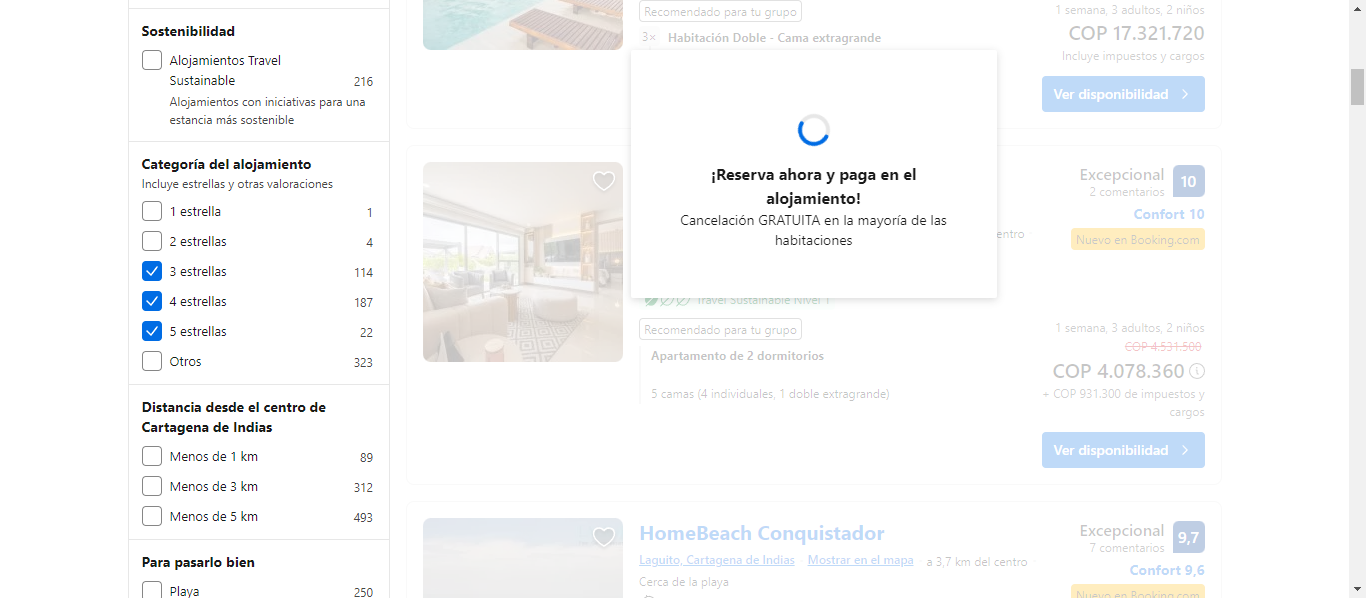 Sostenibilidad
Alojamientos Travel
Sustainable 216
Alojamientos con iniciativas para una
estancia más sostenible
Categoría del alojamiento
Incluye estrellas y otras valoraciones
1 estrella 1
2 estrellas 4
3 estrellas 114
4 estrellas 187
5 estrellas 22
Otros 323
Distancia desde el centro de
Cartagena de Indias
Menos de 1 km 89
Menos de 3 km 312
Menos de 5 km 493
Para pasarlo bien
Playa 250
Recomendado para tu grupo
3× Habitación Doble - Cama extragrande
1 semana, 3 adultos, 2 niños
COP 17.321.720
Incluye impuestos y cargos
Ver disponibilidad
¡Reserva ahora y paga en el
alojamiento!
Cancelación GRATUITA en la mayoría de las
habitaciones
Excepcional 10
2 comentarios
Confort 10
entro
Nuevo en Booking.com
Travel Sustainable Nivel 1
Recomendado para tu grupo
Apartamento de 2 dormitorios
5 camas (4 individuales, 1 doble extragrande)
1 semana, 3 adultos, 2 niños
COP 4.531.500
COP 4.078.360
+ COP 931.300 de impuestos y
cargos
Ver disponibilidad
HomeBeach Conquistador
Laguito, Cartagena de Indias Mostrar en el mapa a 3,7 km del centro
Cerca de la playa
Excepcional 9,7
7 comentarios
Confort 9,6
Nuevo en Booking.com